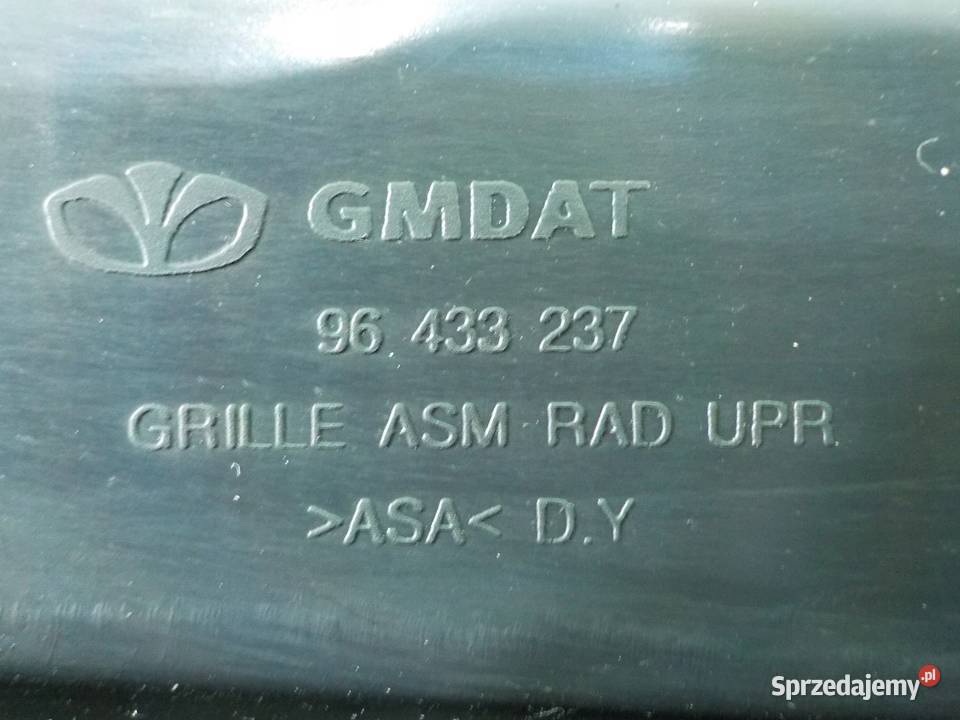 GMDAT
96 433 237
GRILLE ASM RAD UPR
>ASA< D.Y
Sprzedajemy.pl